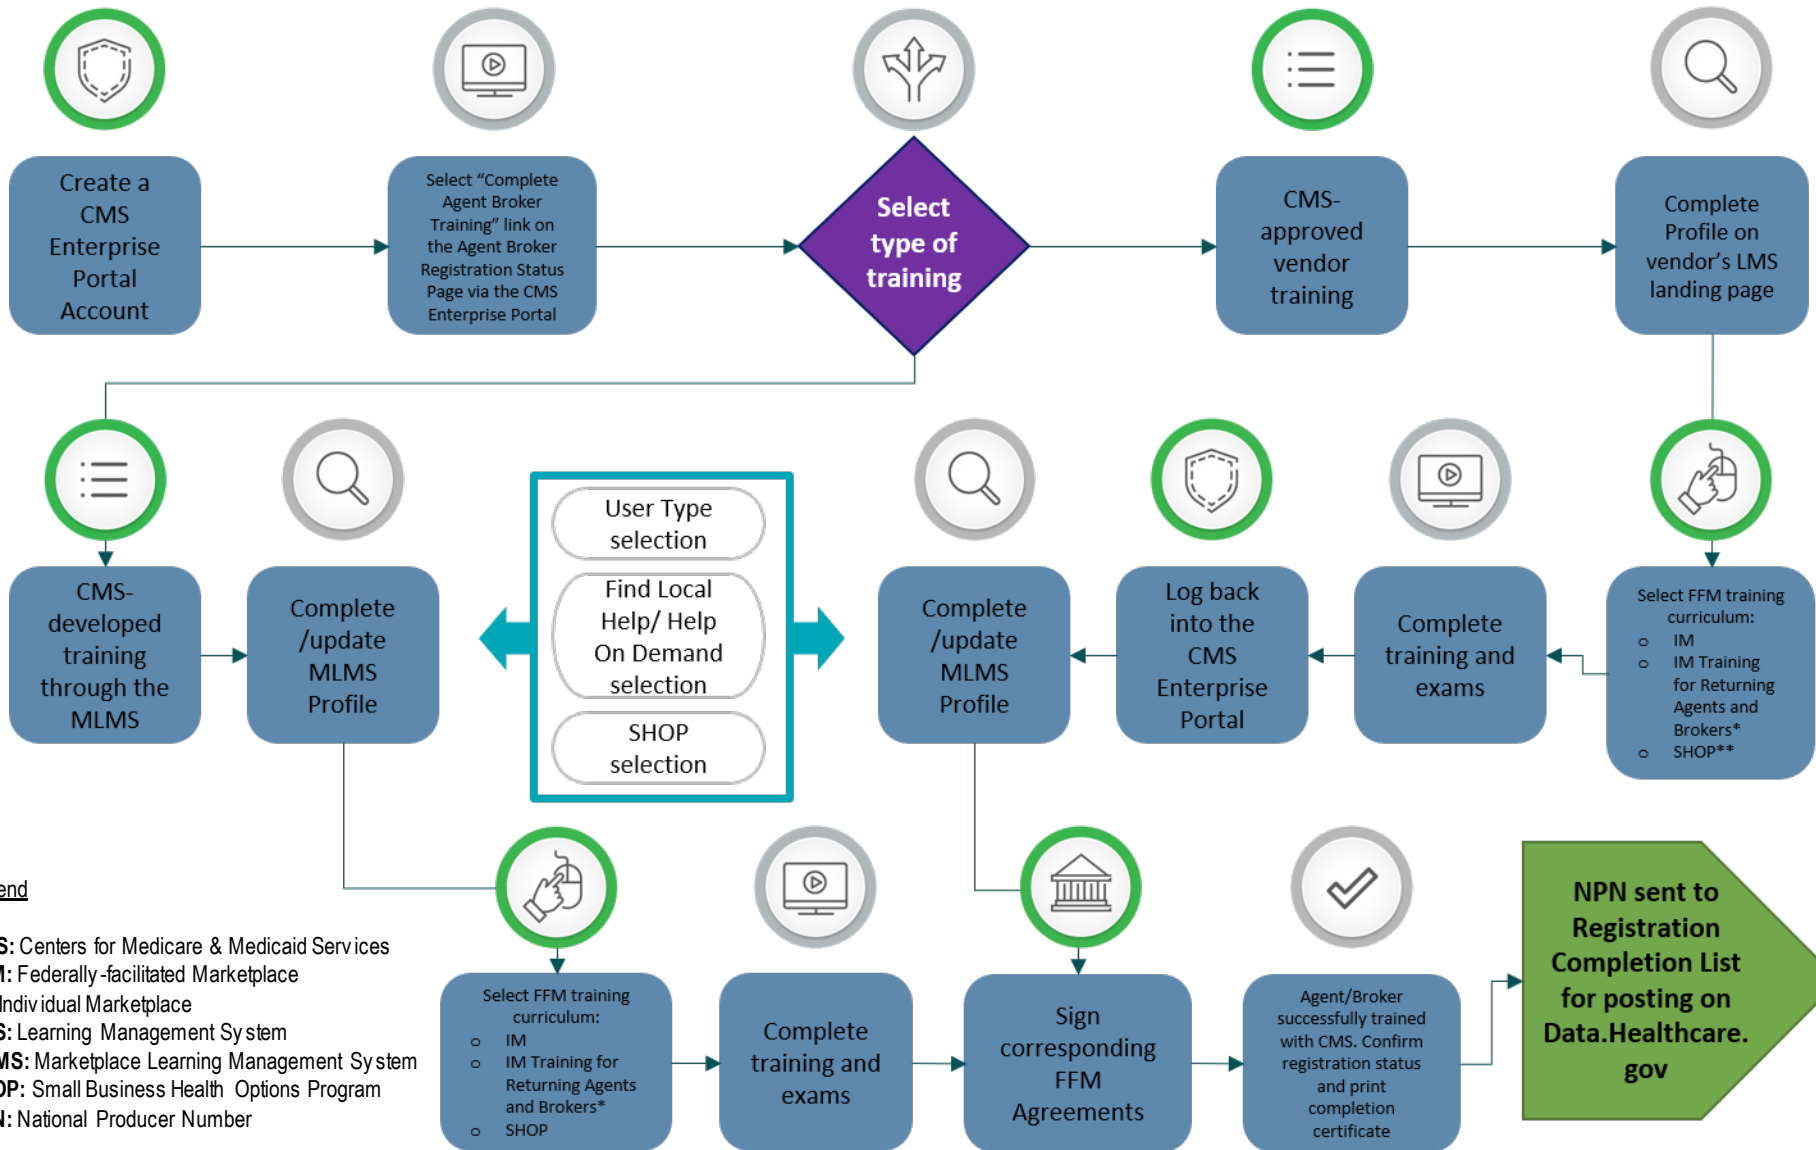 Create a
CMS
Enterprise
Portal
Account
Select “Complete
Agent Broker
Training” link on
the Agent Broker
Registration Status
Page via the CMS
Enterprise Portal
Select
type of
training
CMS-
approved
vendor
training
Complete
Profile on
vendor’s LMS
landing page
CMS-
developed
training
through the
MLMS
Complete
/update
MLMS
Profile
User Type
selection
Find Local
Help/ Help
On Demand
selection
SHOP
selection
Complete
/update
MLMS
Profile
Log back
into the
CMS
Enterprise
Portal
Complete
training and
exams
Select FFM training
curriculum:
o IM
o IM Training
for Returning
Agents and
Brokers*
o SHOP**
end
S: Centers for Medicare & Medicaid Services
M: Federally-facilitated Marketplace
Individual Marketplace
S: Learning Management System
MS: Marketplace Learning Management System
OP: Small Business Health Options Program
N: National Producer Number
Select FFM training
curriculum:
o IM
o IM Training for
Returning Agents
and Brokers*
o SHOP
Complete
training and
exams
Sign
corresponding
FFM
Agreements
Agent/Broker
successfully trained
with CMS. Confirm
registration status
and print
completion
certificate
NPN sent to
Registration
Completion List
for posting on
Data.Healthcare.
gov